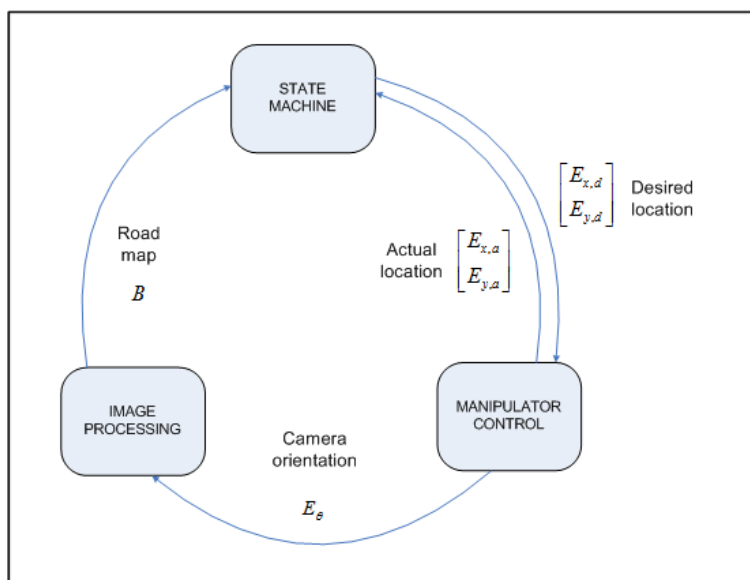 STATE
MACHINE
E_{x,d}
E_{y,d}
Desired
location
Road
map
B
Actual
location
E_{x,a}
E_{y,a}
IMAGE
PROCESSING
MANIPULATOR
CONTROL
Camera
orientation
E_θ